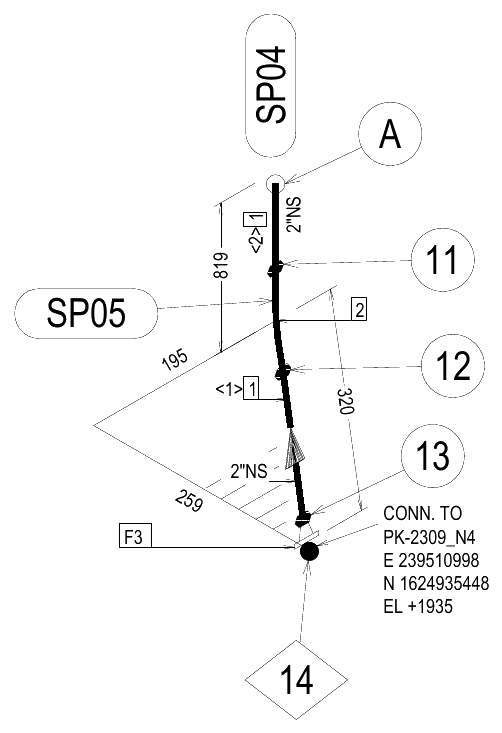 SP04
A
<2> 1
2"NS
819
11
SP05
2
195
12
<1> 1
320
13
2"NS
259
F3
CONN. TO
PK-2309_N4
E 239510998
N 1624935448
EL +1935
14